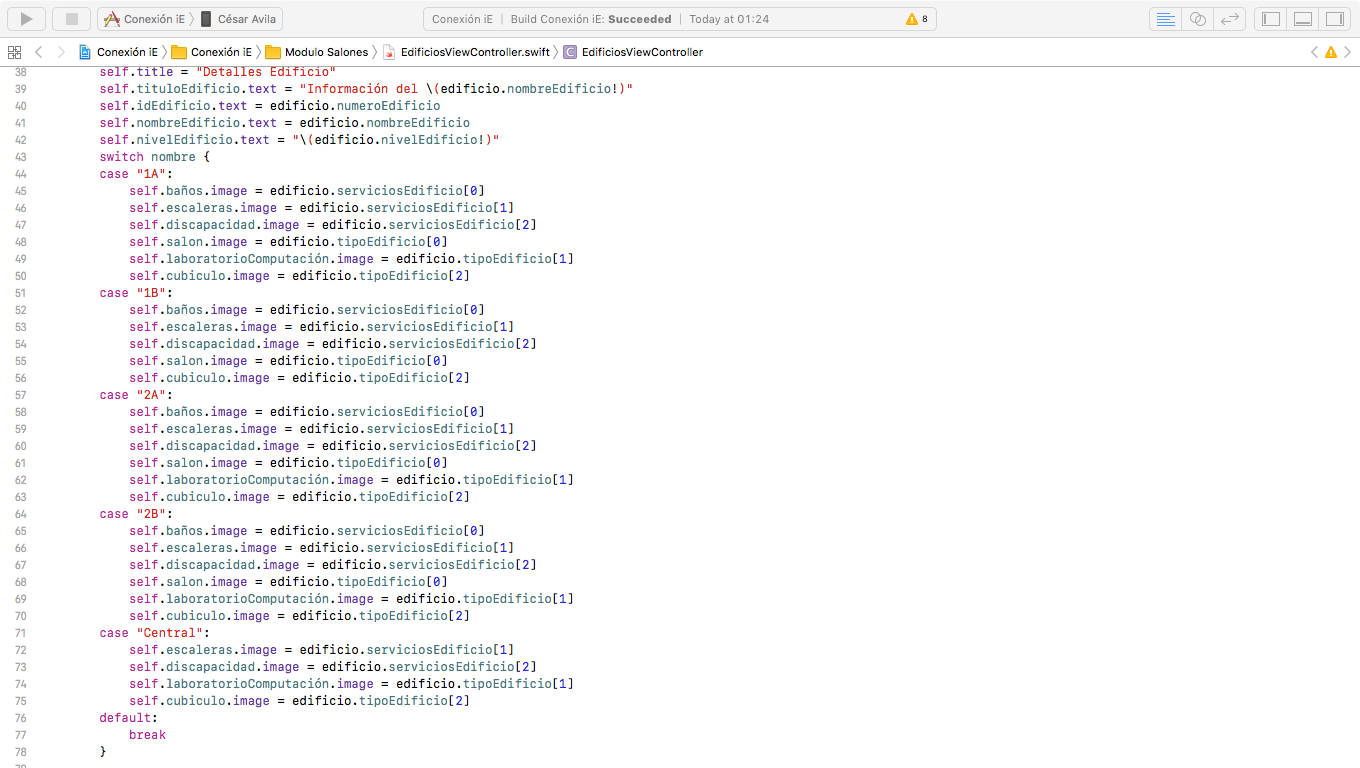 Conexión iE César Avila Conexión iE | Build Conexión iE: Succeeded | Today at 01:24 8
Conexión iE Conexión iE Modulo Salones EdificiosViewController.swift C EdificiosViewController
38 self.title = "Detalles Edificio"
39 self.tituloEdificio.text = "Información del \(edificio.nombreEdificio!)"
40 self.idEdificio.text = edificio.numeroEdificio
41 self.nombreEdificio.text = edificio.nombreEdificio
42 self.nivelEdificio.text = "\(edificio.nivelEdificio!)"
43 switch nombre {
44 case "1A":
45 self.baños.image = edificio.serviciosEdificio[0]
46 self.escaleras.image = edificio.serviciosEdificio[1]
47 self.discapacidad.image = edificio.serviciosEdificio[2]
48 self.salon.image = edificio.tipoEdificio[0]
49 self.laboratorioComputación.image = edificio.tipoEdificio[1]
50 self.cubiculo.image = edificio.tipoEdificio[2]
51 case "1B":
52 self.baños.image = edificio.serviciosEdificio[0]
53 self.escaleras.image = edificio.serviciosEdificio[1]
54 self.discapacidad.image = edificio.serviciosEdificio[2]
55 self.salon.image = edificio.tipoEdificio[0]
56 self.cubiculo.image = edificio.tipoEdificio[2]
57 case "2A":
58 self.baños.image = edificio.serviciosEdificio[0]
59 self.escaleras.image = edificio.serviciosEdificio[1]
60 self.discapacidad.image = edificio.serviciosEdificio[2]
61 self.salon.image = edificio.tipoEdificio[0]
62 self.laboratorioComputación.image = edificio.tipoEdificio[1]
63 self.cubiculo.image = edificio.tipoEdificio[2]
64 case "2B":
65 self.baños.image = edificio.serviciosEdificio[0]
66 self.escaleras.image = edificio.serviciosEdificio[1]
67 self.discapacidad.image = edificio.serviciosEdificio[2]
68 self.salon.image = edificio.tipoEdificio[0]
69 self.laboratorioComputación.image = edificio.tipoEdificio[1]
70 self.cubiculo.image = edificio.tipoEdificio[2]
71 case "Central":
72 self.escaleras.image = edificio.serviciosEdificio[1]
73 self.discapacidad.image = edificio.serviciosEdificio[2]
74 self.laboratorioComputación.image = edificio.tipoEdificio[1]
75 self.cubiculo.image = edificio.tipoEdificio[2]
76 default:
77 break
78 }